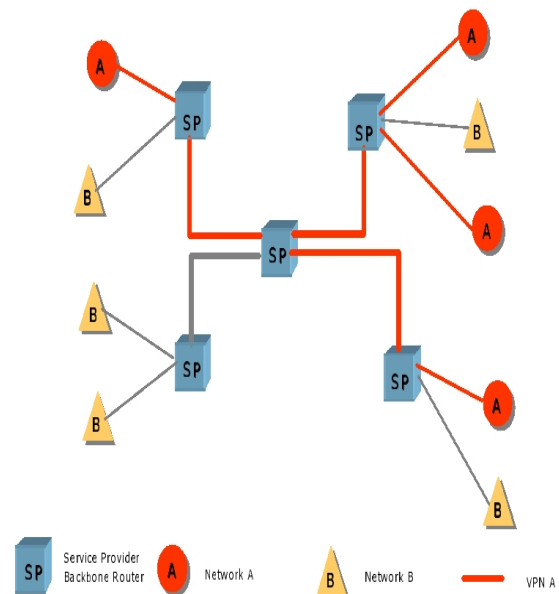 A
A
SP
SP
B
B
A
SP
B
SP
SP
B
A
B
SP
Service Provider
Backbone Router
A
Network A
B
Network B
VPN A